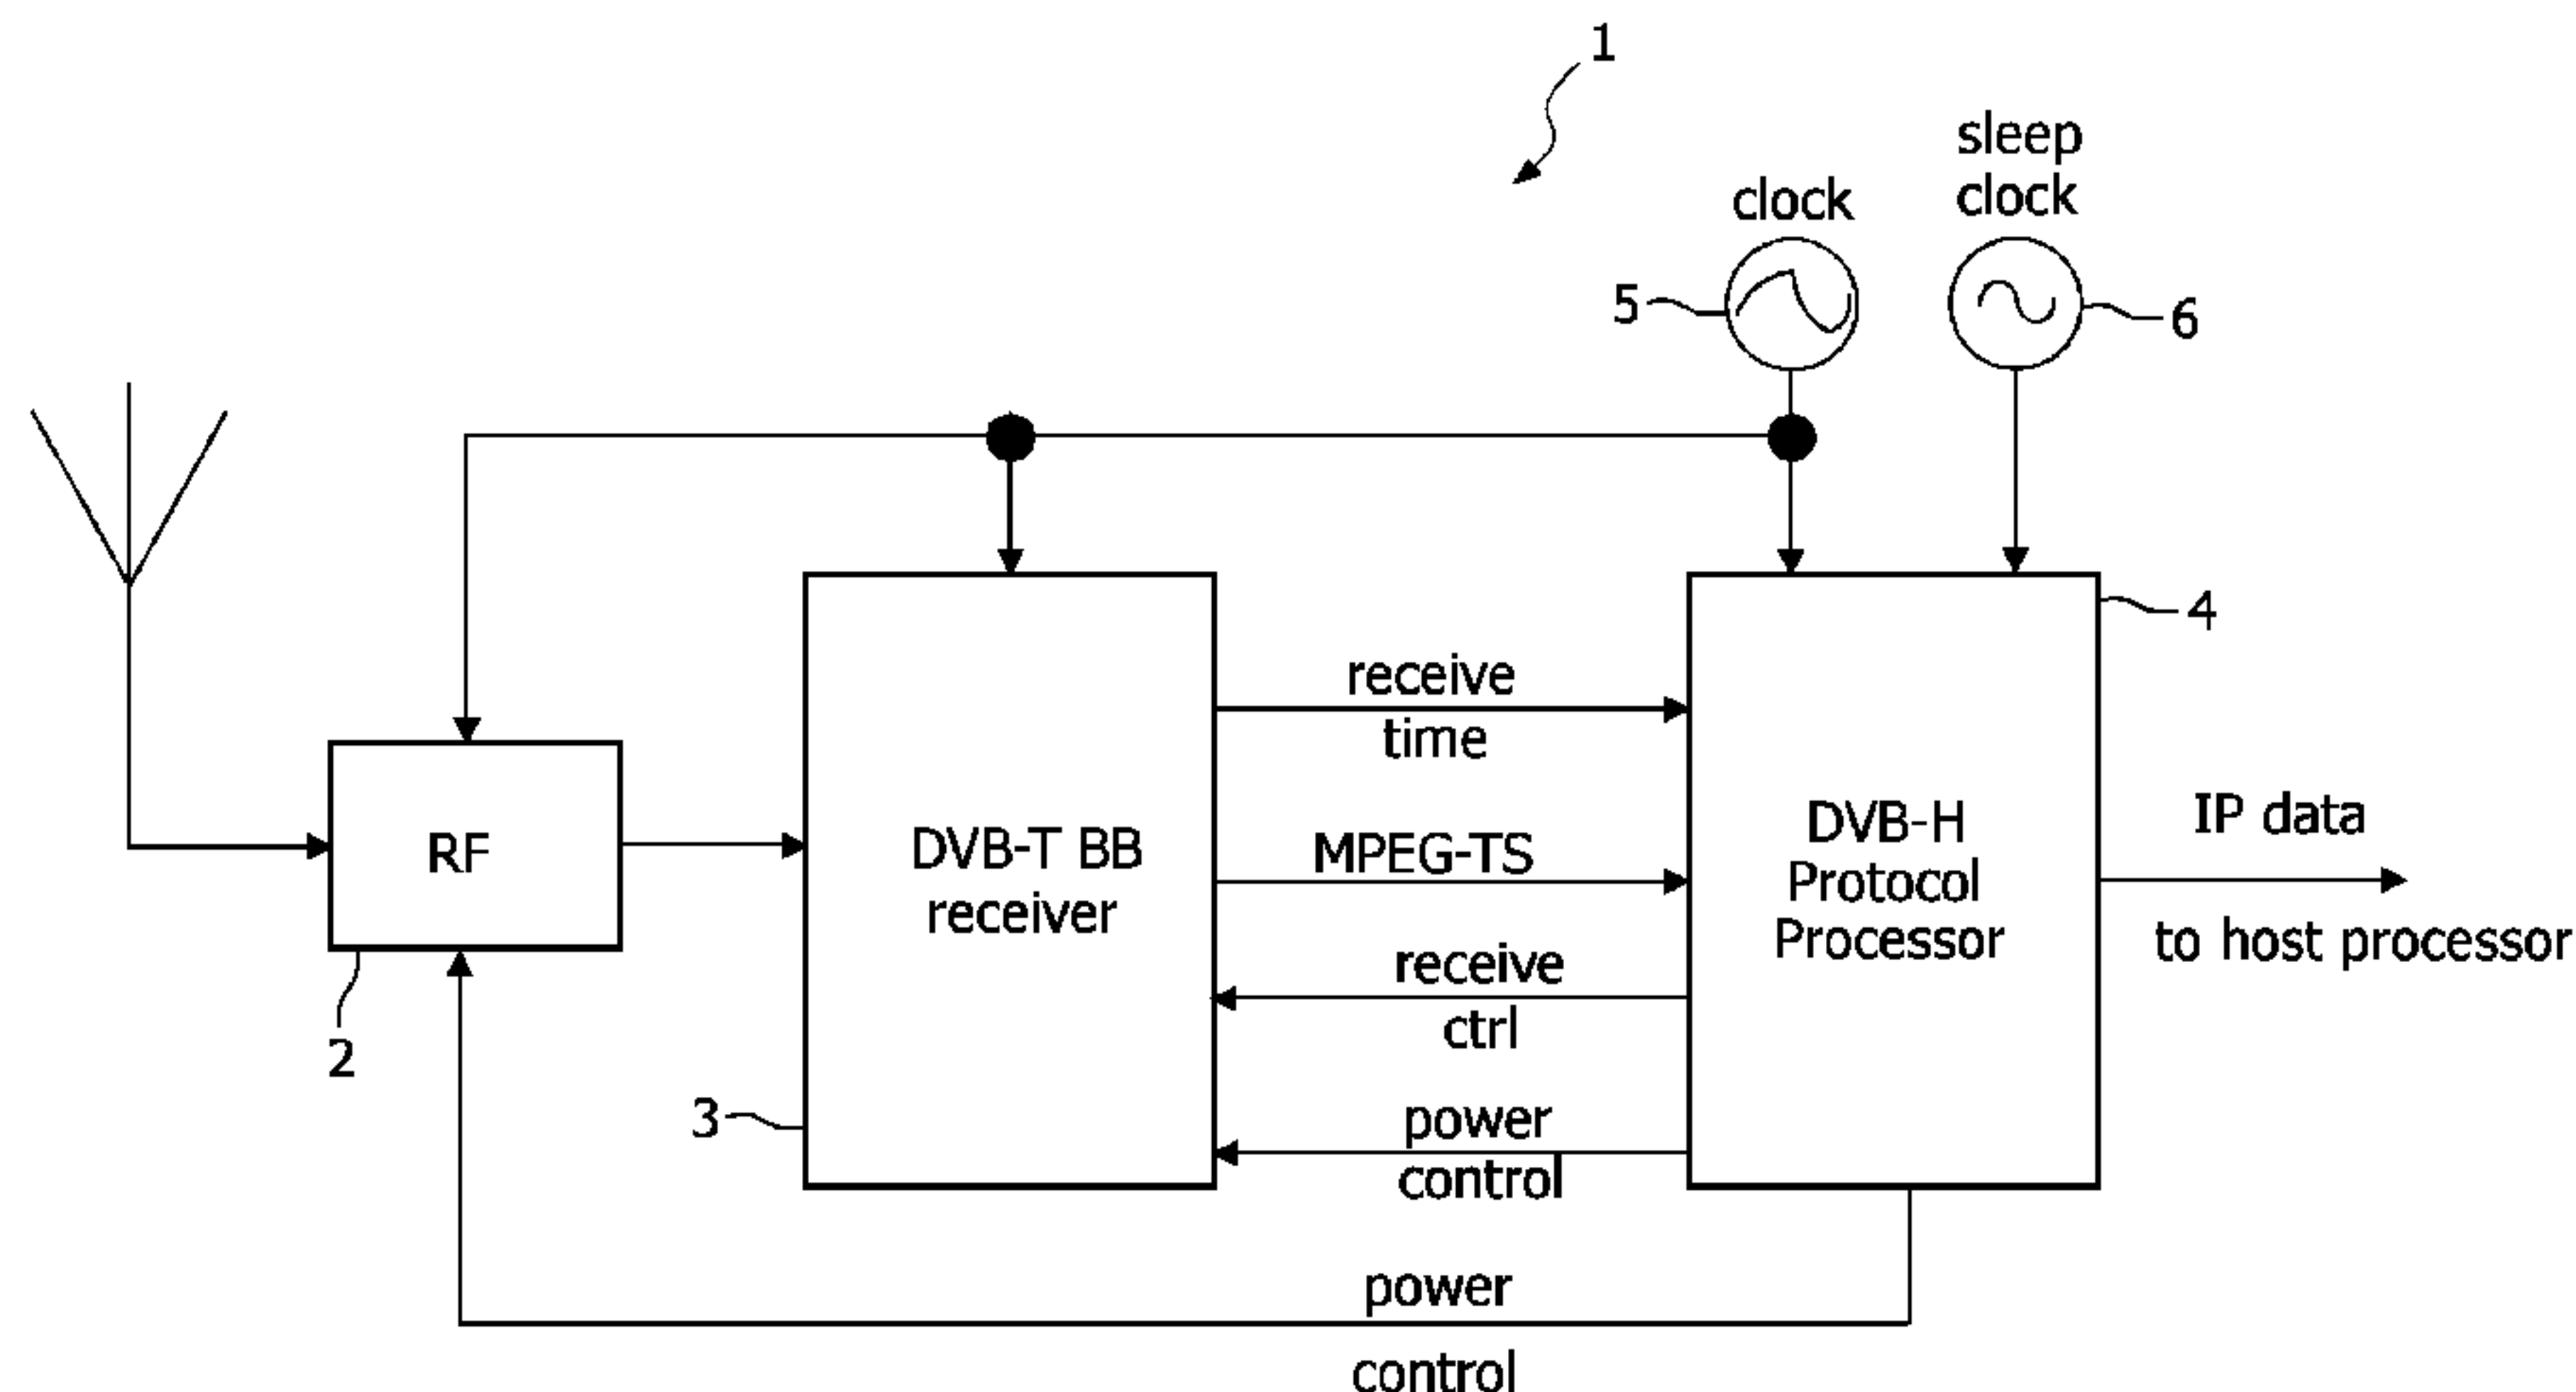 1
sleep
clock
clock
5
6
4
receive
time
RF
DVB-T BB
receiver
MPEG-TS
DVB-H
Protocol
Processor
IP data
to host processor
receive
ctrl
2
3
power
control
power
control